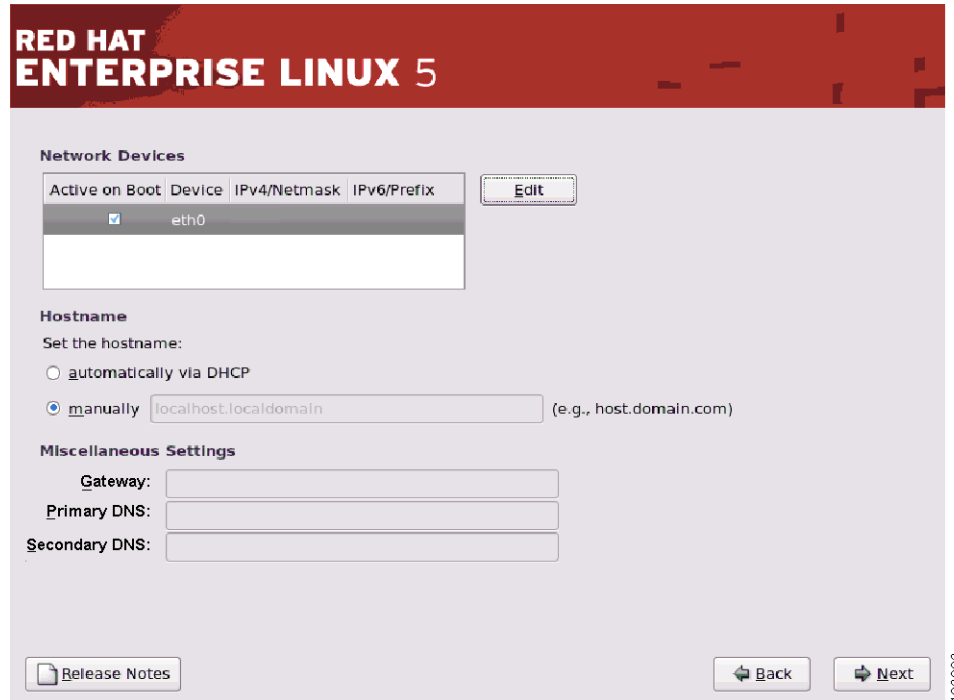 RED HAT
ENTERPRISE LINUX 5
Network Devices
Active on Boot Device IPv4/Netmask IPv6/Prefix
Edit
eth0
Hostname
Set the hostname:
automatically via DHCP
manually localhost.localdomain (e.g., host.domain.com)
Miscellaneous Settings
Gateway:
Primary DNS:
Secondary DNS:
Release Notes
Back
Next